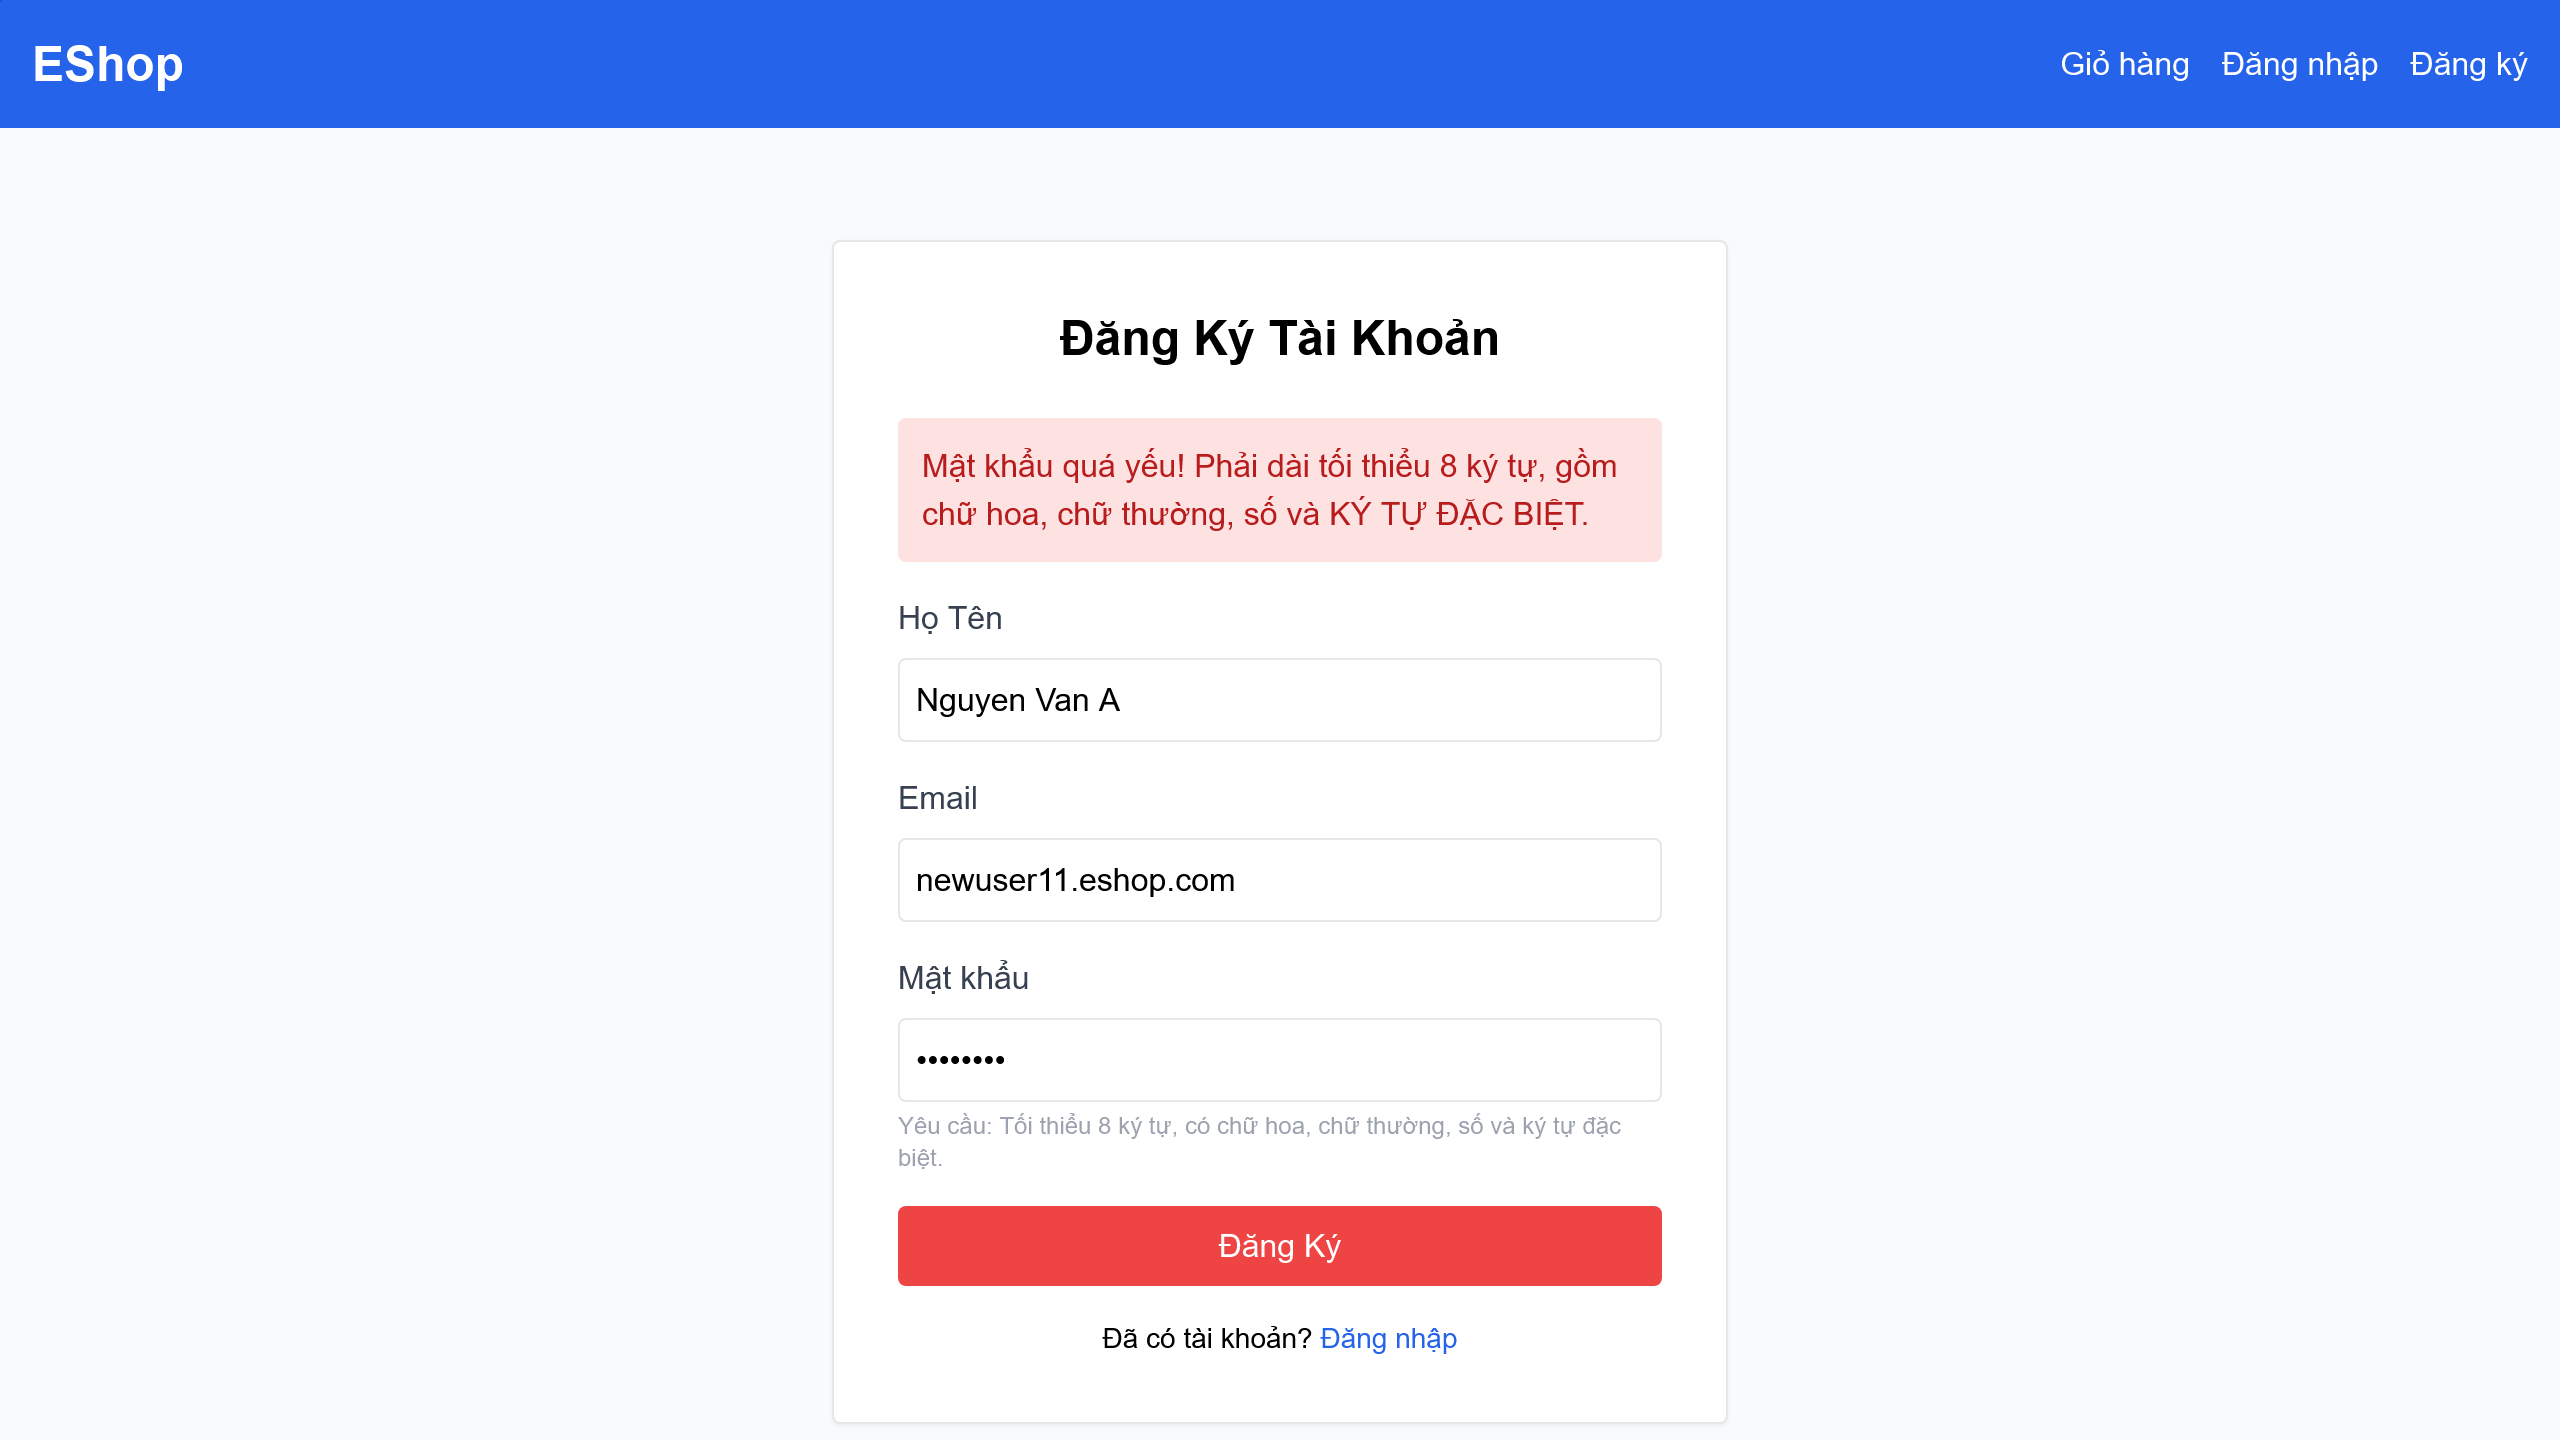 EShop
Giỏ hàng
Đăng nhập
Đăng ký
Đăng Ký Tài Khoản
Mật khẩu quá yếu! Phải dài tối thiểu 8 ký tự, gồm
chữ hoa, chữ thường, số và KÝ TỰ ĐẶC BIỆT.
Họ Tên
Nguyen Van A
Email
newuser11.eshop.com
Mật khẩu
••••••••
Yêu cầu: Tối thiểu 8 ký tự, có chữ hoa, chữ thường, số và ký tự đặc
biệt.
Đăng Ký
Đã có tài khoản? Đăng nhập